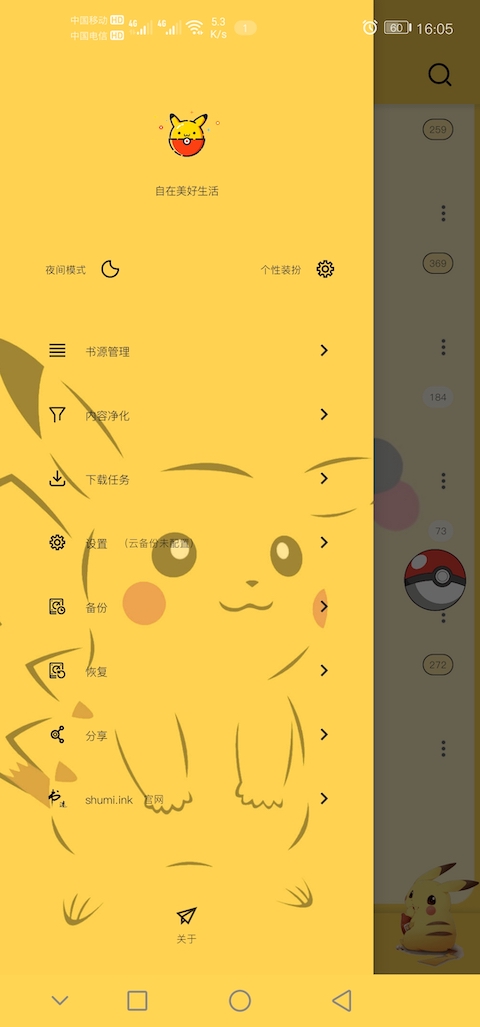 中国移动 HD 4G 4G 5.3 K/s 1 60 16:05
中国电信 HD
259
自在美好生活
夜间模式 个性装扮
369
书源管理
184
内容净化
下载任务
73
设置 (云备份未配置)
备份
恢复
272
分享
shumi.ink 官网
关于